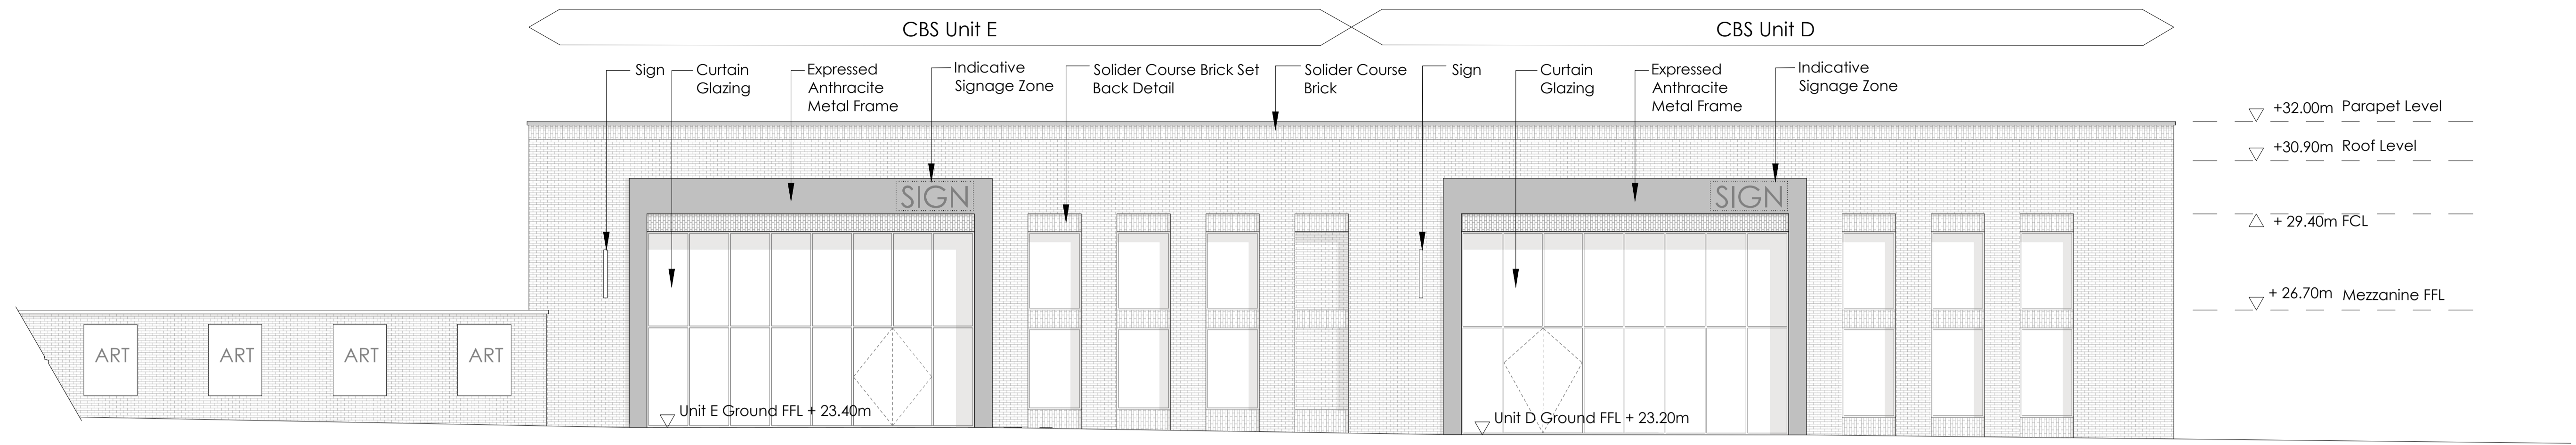 CBS Unit E
CBS Unit D
Sign
Curtain
Glazing
Expressed
Anthracite
Metal Frame
Indicative
Signage Zone
Solider Course Brick Set
Back Detail
Solider Course
Brick
Sign
Curtain
Glazing
Expressed
Anthracite
Metal Frame
Indicative
Signage Zone
+32.00m Parapet Level
+30.90m Roof Level
+ 29.40m FCL
+ 26.70m Mezzanine FFL
SIGN
SIGN
ART
ART
ART
ART
Unit E Ground FFL + 23.40m
Unit D Ground FFL + 23.20m